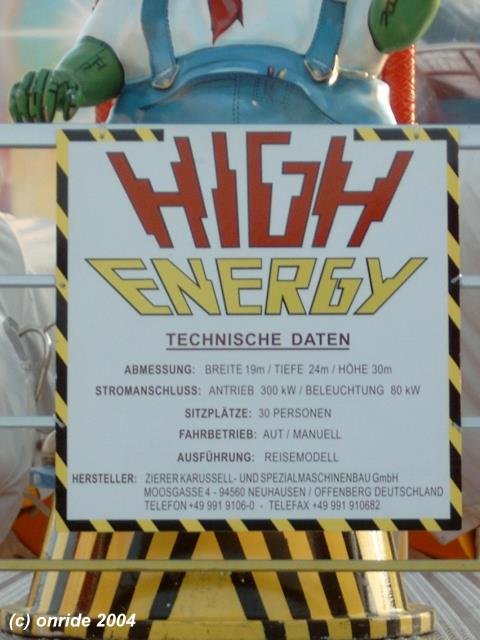 HIGH
ENERGY
TECHNISCHE DATEN
ABMESSUNG: BREITE 19m / TIEFE 24m / HÖHE 30m
STROMANSCHLUSS: ANTRIEB 300 kW / BELEUCHTUNG 80 kW
SITZPLÄTZE: 30 PERSONEN
FAHRBETRIEB: AUT / MANUELL
AUSFÜHRUNG: REISEMODELL
HERSTELLER: ZIERER KARUSSELL- UND SPEZIALMASCHINENBAU GmbH
MOOSGASSE 4 - 94560 NEUHAUSEN / OFFENBERG DEUTSCHLAND
TELEFON +49 991 9106-0 - TELEFAX +49 991 910682
(c) onride 2004